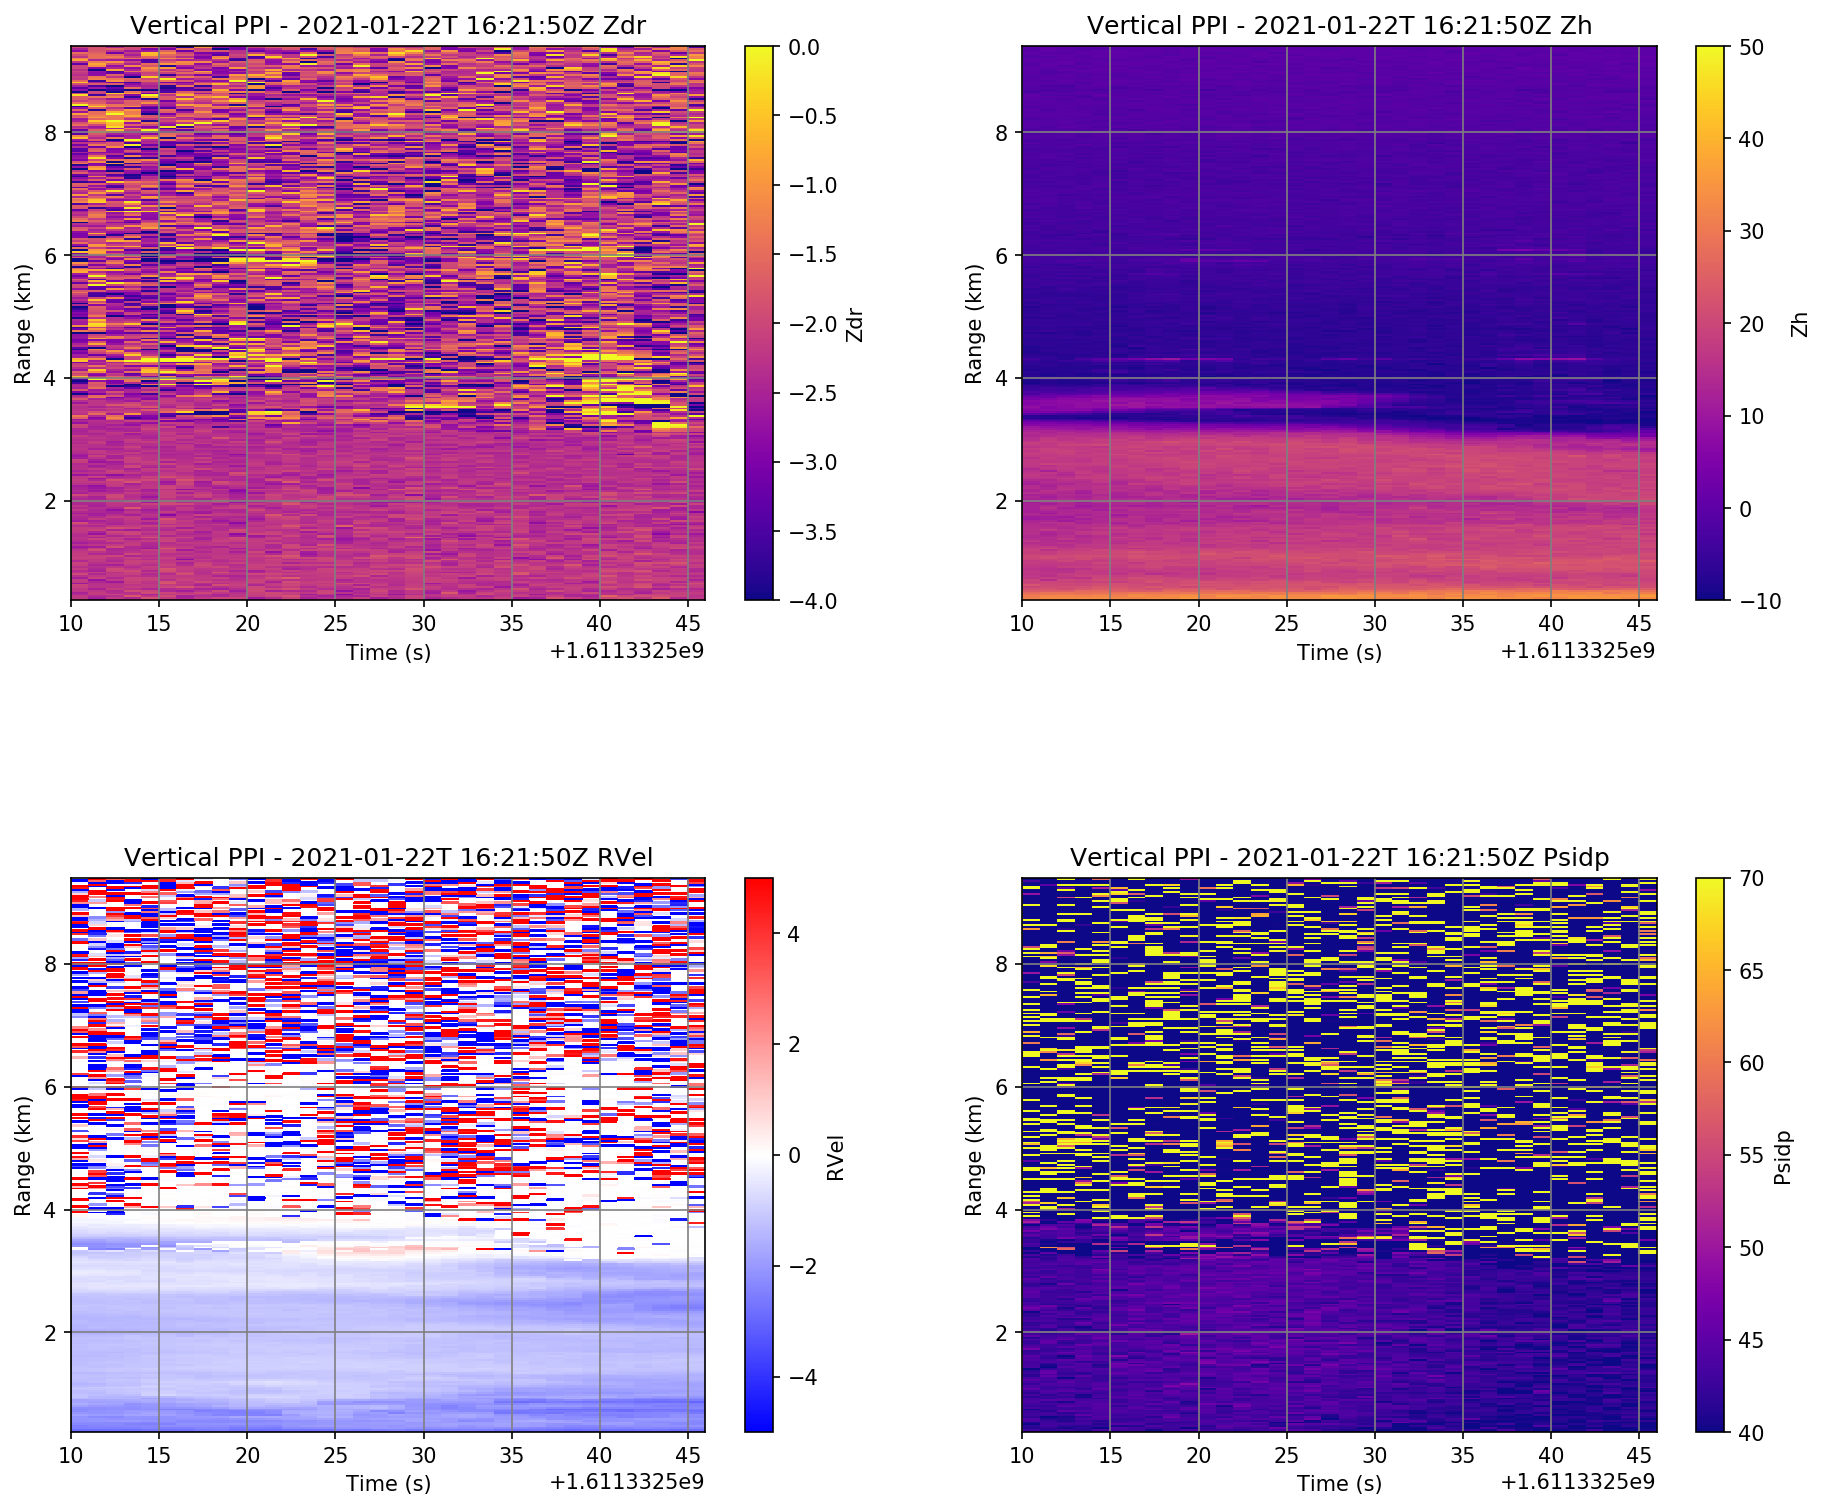 Vertical PPI - 2021-01-22T 16:21:50Z Zdr
Range (km)
8
6
4
2
10 15 20 25 30 35 40 45
Time (s)
+1.6113325e9
0.0
−0.5
−1.0
−1.5
−2.0
−2.5
−3.0
−3.5
−4.0
Zdr
Vertical PPI - 2021-01-22T 16:21:50Z Zh
Range (km)
8
6
4
2
10 15 20 25 30 35 40 45
Time (s)
+1.6113325e9
50
40
30
20
10
0
−10
Zh
Vertical PPI - 2021-01-22T 16:21:50Z RVel
Range (km)
8
6
4
2
10 15 20 25 30 35 40 45
Time (s)
+1.6113325e9
4
2
0
−2
−4
RVel
Vertical PPI - 2021-01-22T 16:21:50Z Psidp
Range (km)
8
6
4
2
10 15 20 25 30 35 40 45
Time (s)
+1.6113325e9
70
65
60
55
50
45
40
Psidp